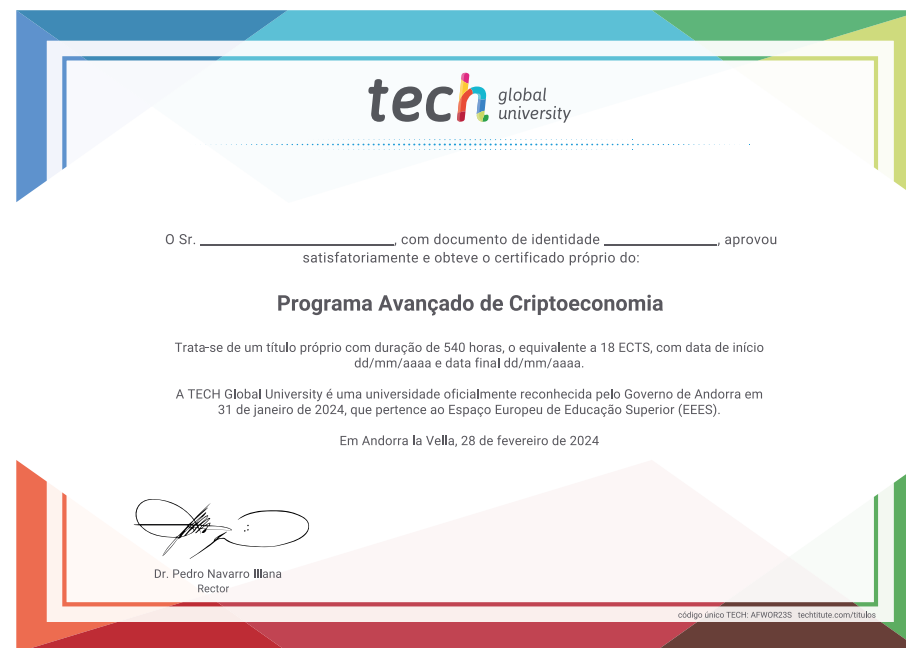 tech global university
O Sr. ____________________, com documento de identidade ____________, aprovou
satisfatoriamente e obteve o certificado próprio do:
Programa Avançado de Criptoeconomia
Trata-se de um título próprio com duração de 540 horas, o equivalente a 18 ECTS, com data de início
dd/mm/aaaa e data final dd/mm/aaaa.
A TECH Global University é uma universidade oficialmente reconhecida pelo Governo de Andorra em
31 de janeiro de 2024, que pertence ao Espaço Europeu de Educação Superior (EEES).
Em Andorra la Vella, 28 de fevereiro de 2024
Dr. Pedro Navarro Illana
Rector
código único TECH: AFWOR23S techtitute.com/titulos